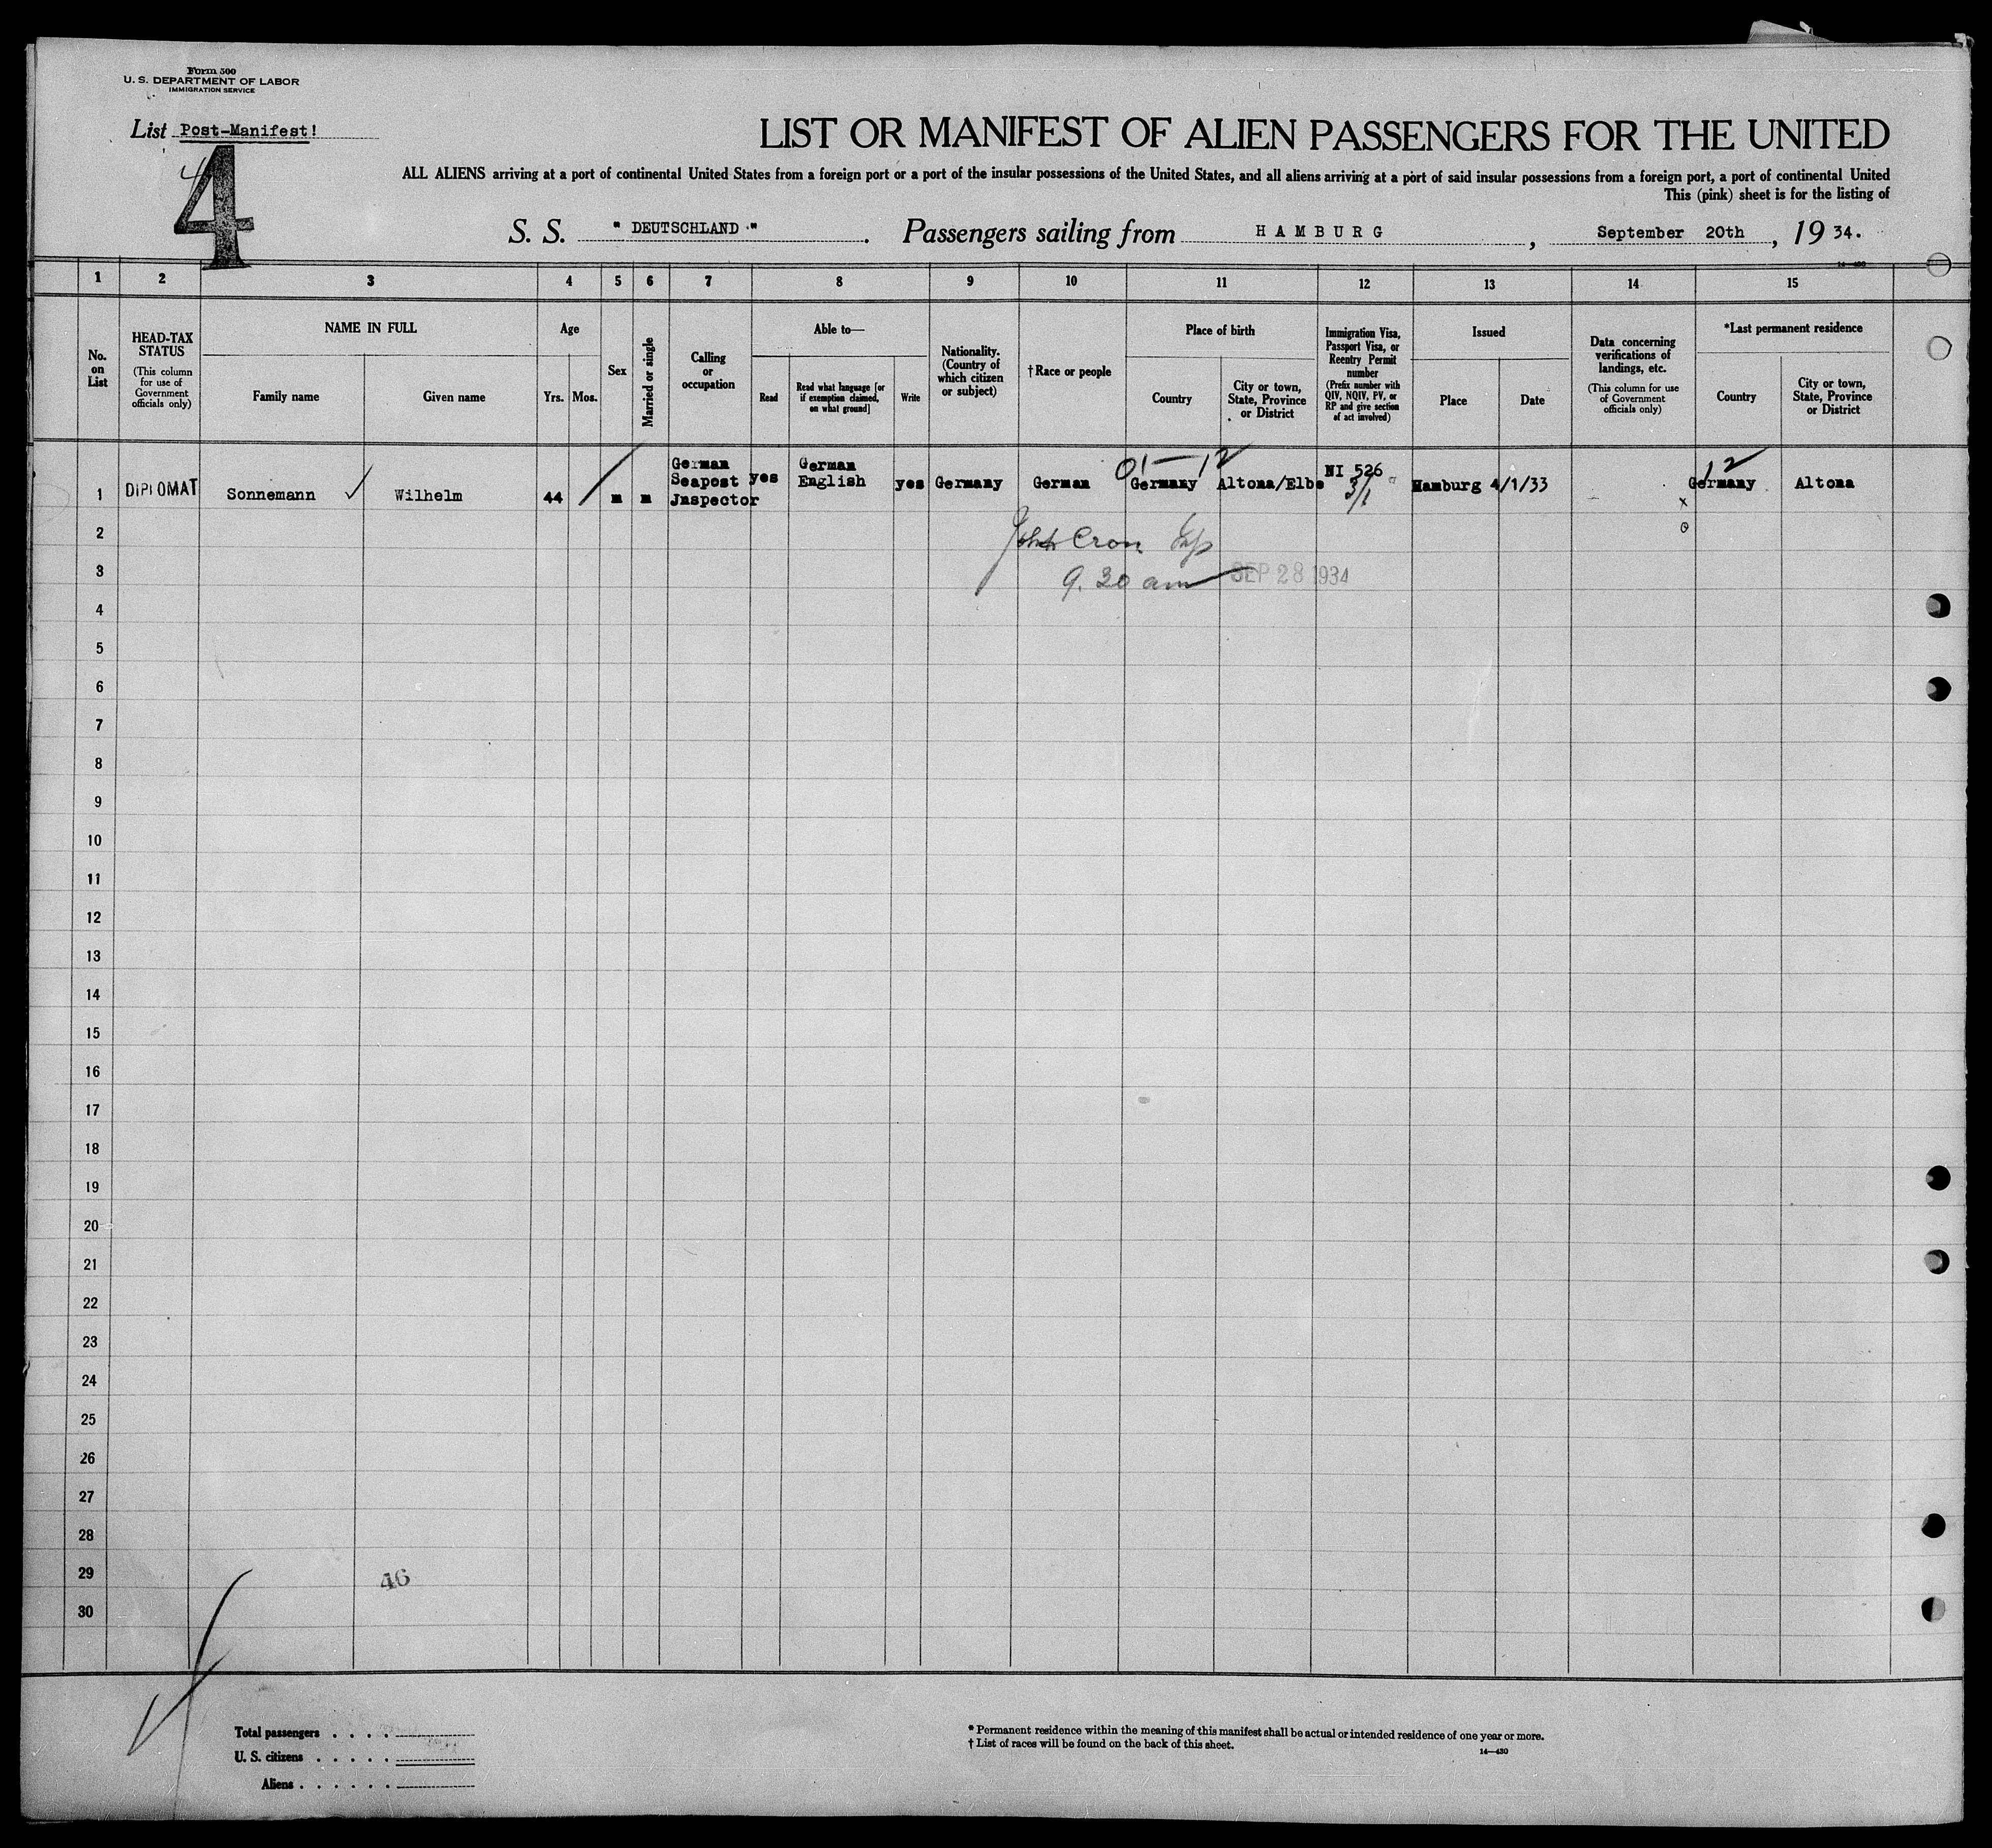 Form 500
U. S. DEPARTMENT OF LABOR
IMMIGRATION SERVICE
List Post-Manifest!
4
4
LIST OR MANIFEST OF ALIEN PASSENGERS FOR THE UNITED
ALL ALIENS arriving at a port of continental United States from a foreign port or a port of the insular possessions of the United States, and all aliens arriving at a port of said insular possessions from a foreign port, a port of continental United
This (pink) sheet is for the listing of
S. S. " DEUTSCHLAND ". Passengers sailing from H A M B U R G , September 20th , 19 34.
14—430
1 2 3 4 5 6 7 8 9 10 11 12 13 14 15
No. on List
HEAD-TAX STATUS
(This column for use of Government officials only)
NAME IN FULL
Family name
Given name
Age
Yrs. Mos.
Sex
Married or single
Calling or occupation
Able to—
Read
Read what language [or if exemption claimed, on what ground]
Write
Nationality. (Country of which citizen or subject)
†Race or people
Place of birth
Country
City or town, State, Province or District
Immigration Visa, Passport Visa, or Reentry Permit number
(Prefix number with QIV, NQIV, PV, or RP and give section of act involved)
Issued
Place
Date
Data concerning verifications of landings, etc.
(This column for use of Government officials only)
*Last permanent residence
Country
City or town, State, Province or District
01—12
12
1 DIPLOMAT Sonnemann Wilhelm 44 m m German Seapost Jnspector yes German English yes Germany German Germany Altona/Elbe NI 526 3/1 Hamburg 4/1/33 Germany Altona
x
2 John Cron
3 9.30 am SEP 28 1934
4
5
6
7
8
9
10
11
12
13
14
15
16
17
18
19
20
21
22
23
24
25
26
27
28
29 46
30
Total passengers . . . .
U. S. citizens . . . . .
Aliens . . . . . .
* Permanent residence within the meaning of this manifest shall be actual or intended residence of one year or more.
† List of races will be found on the back of this sheet.
14—430